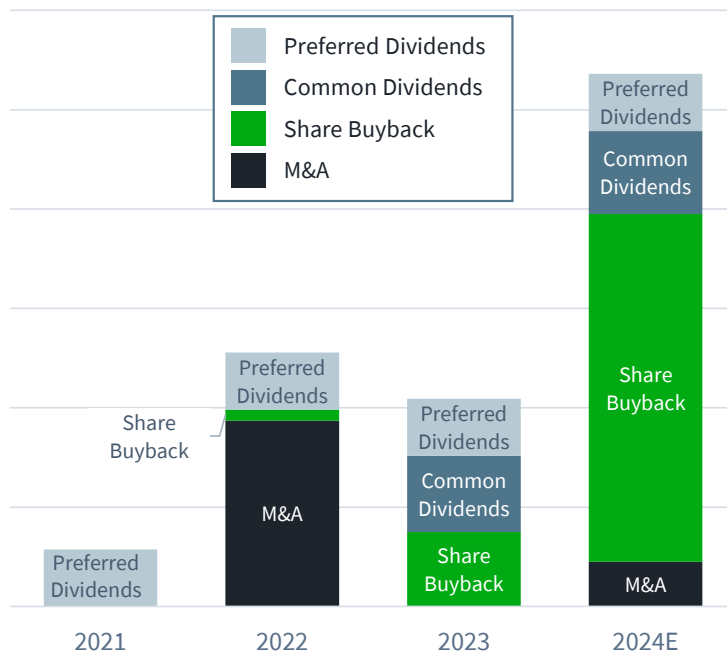 Preferred Dividends
Common Dividends
Share Buyback
M&A
Preferred
Dividends
Preferred
Dividends
Share
Buyback
M&A
Preferred
Dividends
Common
Dividends
Share
Buyback
Preferred
Dividends
Common
Dividends
Share
Buyback
M&A
2021
2022
2023
2024E